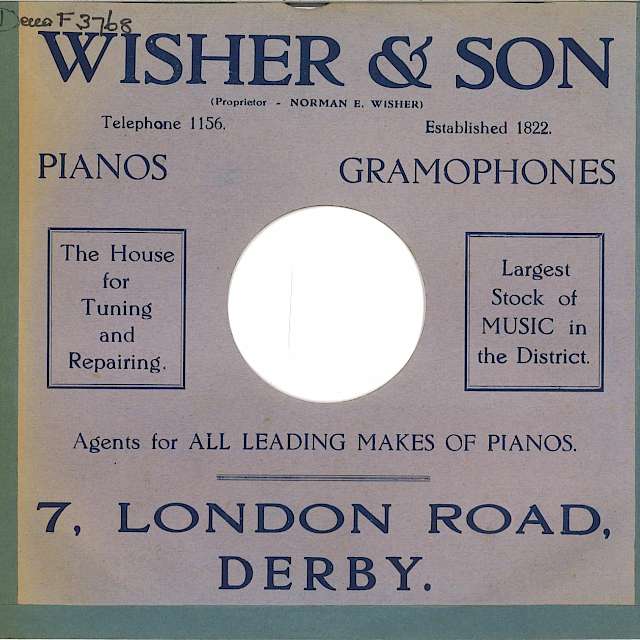 Decca F3768
WISHER & SON
(Proprietor - NORMAN E. WISHER)
Telephone 1156.
Established 1822.
PIANOS
GRAMOPHONES
The House
for
Tuning
and
Repairing.
Largest
Stock of
MUSIC in
the District.
Agents for ALL LEADING MAKES OF PIANOS.
7, LONDON ROAD,
DERBY.